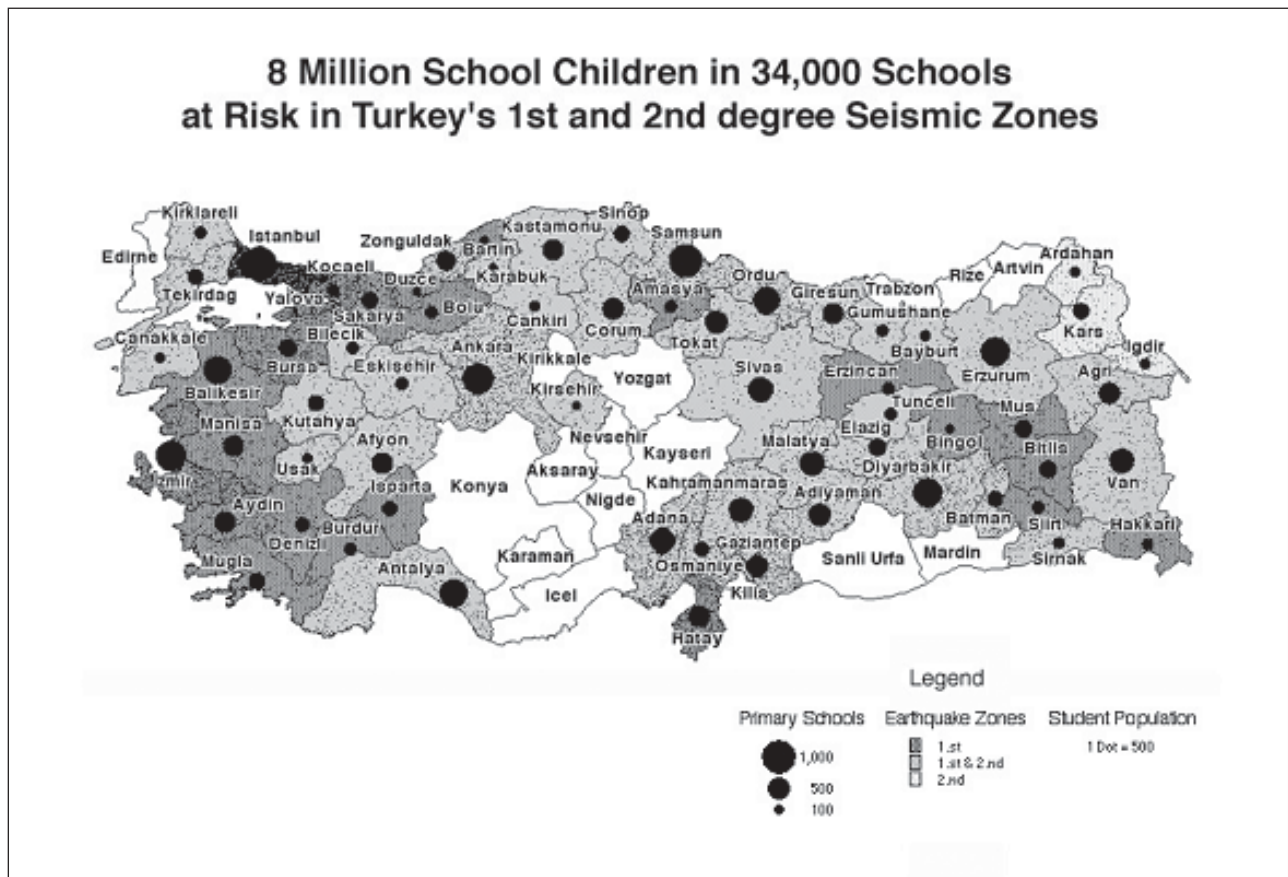 8 Million School Children in 34,000 Schools
at Risk in Turkey's 1st and 2nd degree Seismic Zones
Kirklareli
Edirne
Istanbul
Tekirdag
Kocaeli
Yalova
Zonguldak
Bartin
Kastamonu
Sinop
Samsun
Duzce
Karabuk
Sakarya
Bolu
Cankiri
Corum
Amasya
Ordu
Tokat
Giresun
Trabzon
Gumushane
Rize
Artvin
Ardahan
Kars
Igdir
Bayburt
Erzurum
Agri
Canakkale
Bilecik
Bursa
Balikesir
Eskisehir
Ankara
Kirikkale
Yozgat
Kirsehir
Sivas
Erzincan
Tunceli
Mus
Manisa
Kutahya
Usak
Afyon
Nevsehir
Kayseri
Malatya
Elazig
Bingol
Bitlis
Van
Izmir
Isparta
Konya
Aksaray
Nigde
Kahramanmaras
Adiyaman
Diyarbakir
Batman
Siirt
Hakkari
Sirnak
Aydin
Denizli
Burdur
Mugla
Antalya
Karaman
Icel
Adana
Osmaniye
Gaziantep
Kilis
Hatay
Sanli Urfa
Mardin
Legend
Primary Schools
1,000
500
100
Earthquake Zones
1.st
1.st & 2.nd
2.nd
Student Population
1 Dot = 500